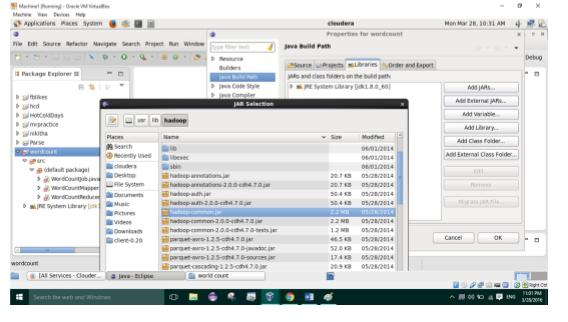 Machine1 [Running] - Oracle VM VirtualBox
Machine View Devices Help
Applications Places System
cloudera
Mon Mar 28, 10:31 AM
Properties for wordcount
File Edit Source Refactor Navigate Search Project Run Window
type filter text
Java Build Path
Resource
Builders
Java Build Path
Java Code Style
Java Compiler
Source Projects Libraries Order and Export
Debug
JARs and class folders on the build path:
JRE System Library [jdk1.8.0_60]
Add JARs...
Add External JARs...
Add Variable...
Add Library...
Add Class Folder...
Add External Class Folder...
Edit...
Remove
Migrate JAR File...
Cancel
OK
Package Explorer
fblikes
hcd
HotColdDays
mrpractice
nikitha
Parse
wordcount
src
(default package)
WordCountJob.java
WordCountMapper
WordCountReducer
JRE System Library [jdk
JAR Selection
usr lib hadoop
Places
Search
Recently Used
cloudera
Desktop
File System
Documents
Music
Pictures
Videos
Downloads
client-0.20
Name Size Modified
lib 06/01/2014
libexec 06/01/2014
sbin 06/01/2014
hadoop-annotations.jar 20.7 KB 05/28/2014
hadoop-annotations-2.0.0-cdh4.7.0.jar 20.7 KB 05/28/2014
hadoop-auth.jar 50.4 KB 05/28/2014
hadoop-auth-2.0.0-cdh4.7.0.jar 50.4 KB 05/28/2014
hadoop-common.jar 2.2 MB 05/28/2014
hadoop-common-2.0.0-cdh4.7.0.jar 2.2 MB 05/28/2014
hadoop-common-2.0.0-cdh4.7.0-tests.jar 1.2 MB 05/28/2014
parquet-avro-1.2.5-cdh4.7.0.jar 46.5 KB 05/28/2014
parquet-avro-1.2.5-cdh4.7.0-javadoc.jar 52.0 KB 05/28/2014
parquet-avro-1.2.5-cdh4.7.0-sources.jar 17.4 KB 05/28/2014
parquet-cascading-1.2.5-cdh4.7.0.jar 20.9 KB 05/28/2014
wordcount
[All Services - Clouder...
Java - Eclipse
world count
Right Ctrl
Search the web and Windows
ENG
11:01 PM
3/28/2016